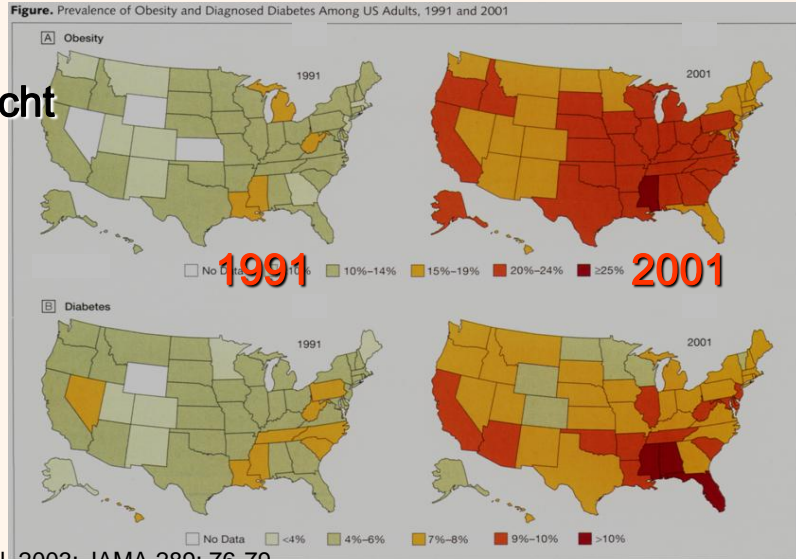 Figure. Prevalence of Obesity and Diagnosed Diabetes Among US Adults, 1991 and 2001
A Obesity
1991
2001
cht
No Data 10% 10%–14% 15%–19% 20%–24% ≥25%
1991 2001
B Diabetes
1991
2001
No Data <4% 4%–6% 7%–8% 9%–10% >10%
2003; JAMA 289: 76-79